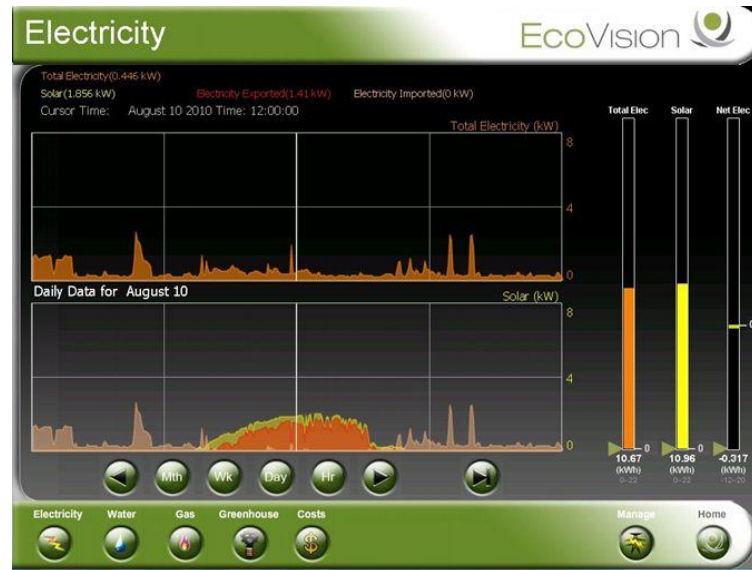 Electricity
EcoVision
Total Electricity(0.446 kW)
Solar(1.856 kW) Electricity Exported(1.41 kW) Electricity Imported(0 kW)
Cursor Time: August 10 2010 Time: 12:00:00
Total Elec Solar Net Elec
Total Electricity (kW)
8
4
0
Daily Data for August 10
Solar (kW)
8
4
0
0
0
0
10.67 10.96 -0.317
(kWh) (kWh) (kWh)
0-22 0-22 -12--20
Mth Wk Day Hr
Electricity Water Gas Greenhouse Costs Manage Home
$